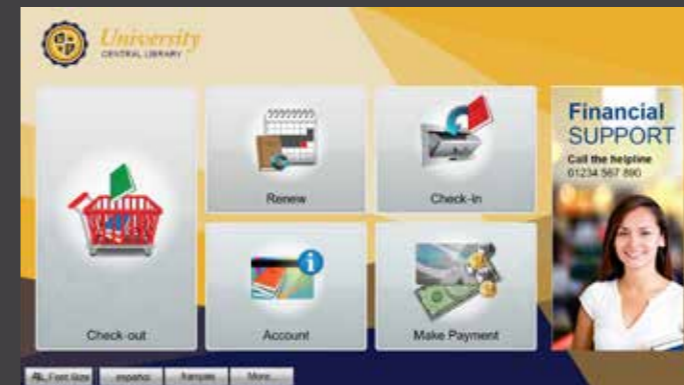 University
CENTRAL LIBRARY
Renew
Check-in
Check-out
Account
Make Payment
Financial
SUPPORT
Call the helpline
01234 567 890
Font Size
español
français
More...